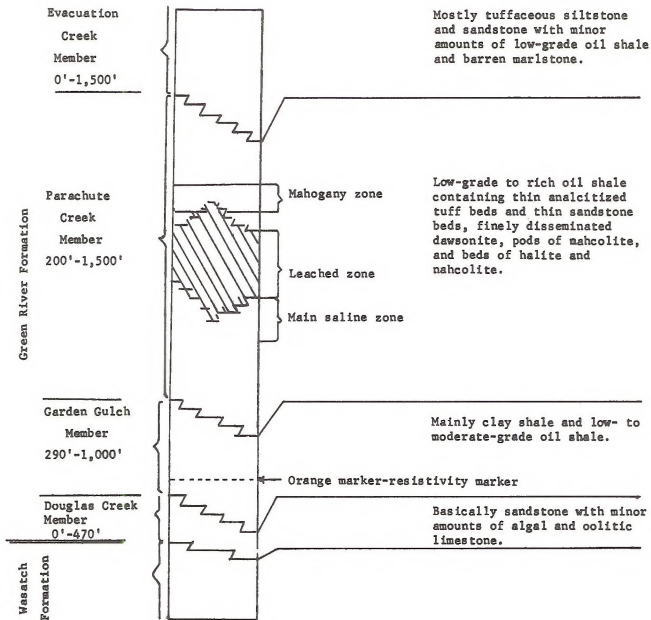 Evacuation
Creek
Member
0'-1,500'
Mostly tuffaceous siltstone
and sandstone with minor
amounts of low-grade oil shale
and barren marlstone.
Green River Formation
Parachute
Creek
Member
200'-1,500'
Mahogany zone
Leached zone
Main saline zone
Low-grade to rich oil shale
containing thin analcitized
tuff beds and thin sandstone
beds, finely disseminated
dawsonite, pods of mahcolite,
and beds of halite and
nahcolite.
Garden Gulch
Member
290'-1,000'
Mainly clay shale and low- to
moderate-grade oil shale.
Orange marker-resistivity marker
Douglas Creek
Member
0'-470'
Basically sandstone with minor
amounts of algal and oolitic
limestone.
Wasatch
Formation